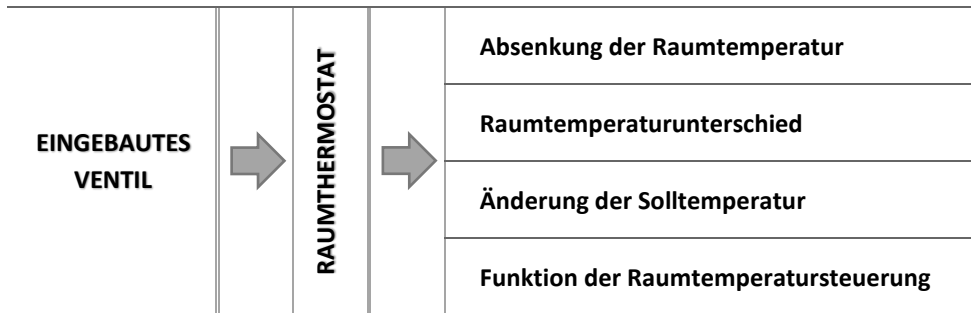 EINGEBAUTES
VENTIL
RAUMTHERMOSTAT
Absenkung der Raumtemperatur
Raumtemperaturunterschied
Änderung der Solltemperatur
Funktion der Raumtemperatursteuerung